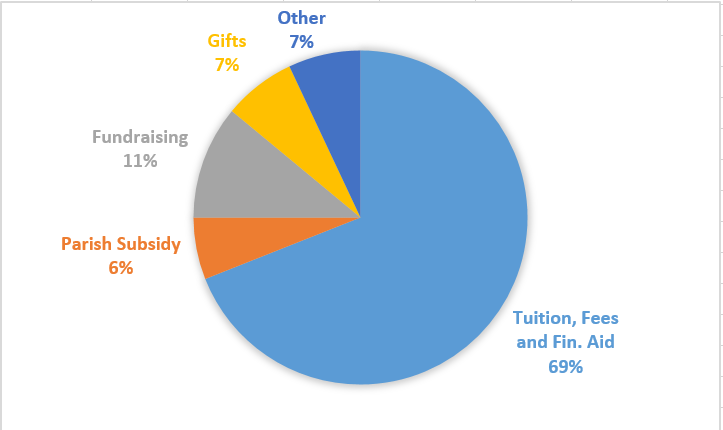 Other
7%
Gifts
7%
Fundraising
11%
Parish Subsidy
6%
Tuition, Fees
and Fin. Aid
69%